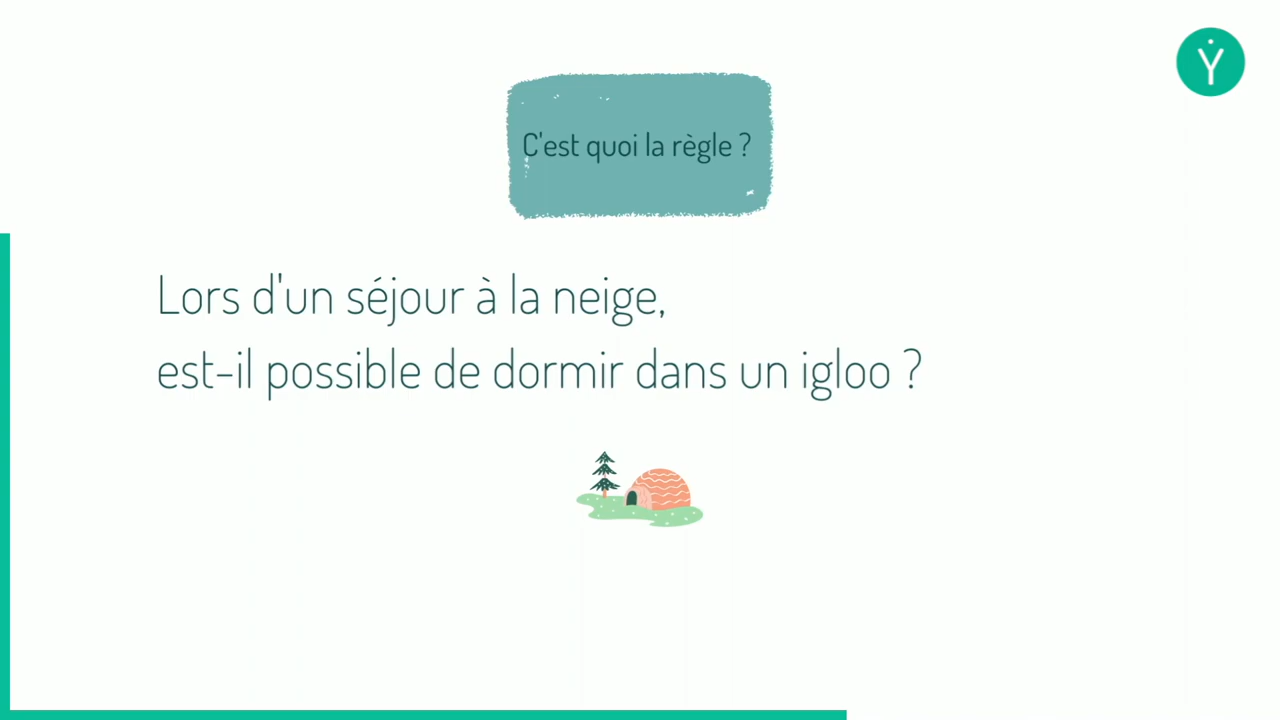 Ẏ
C'est quoi la règle ?
Lors d'un séjour à la neige,
est-il possible de dormir dans un igloo ?